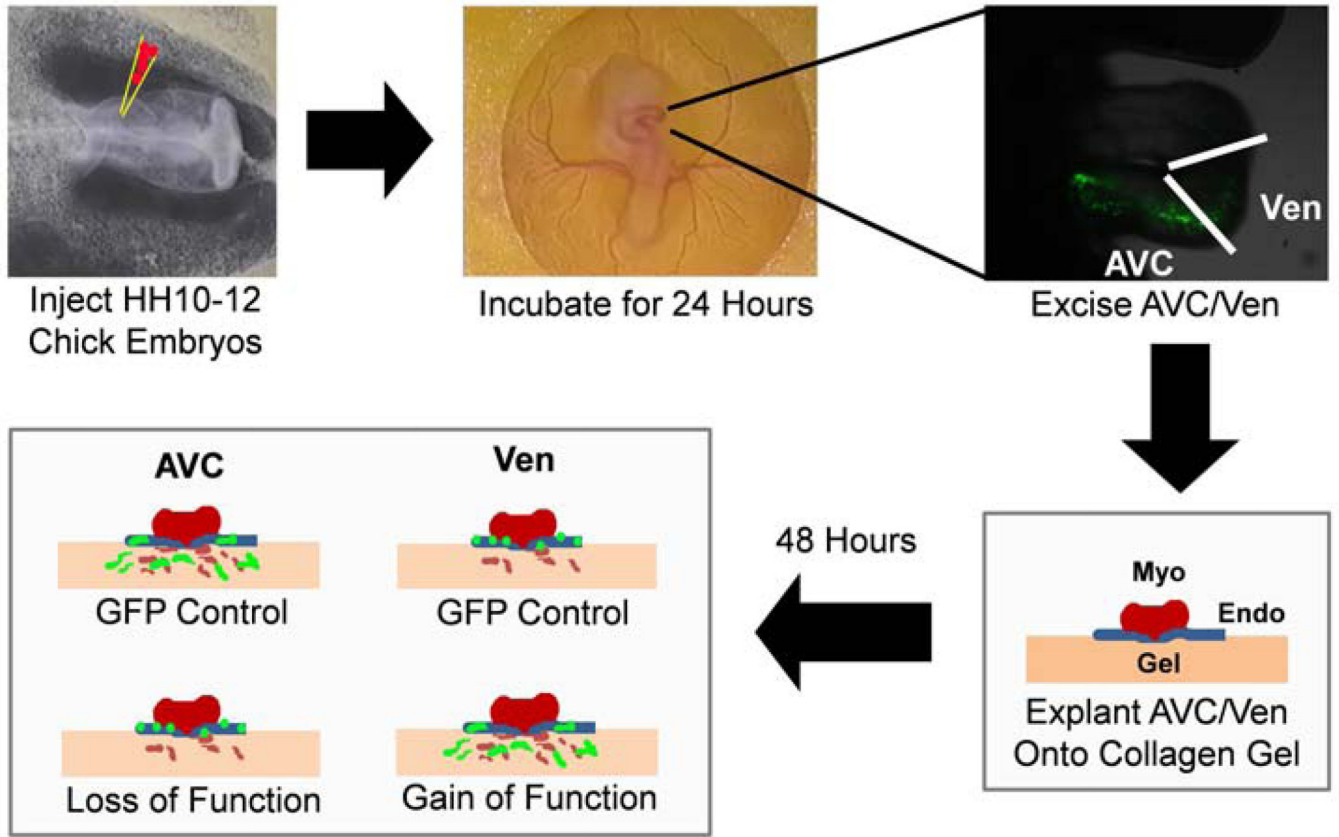 Inject HH10-12
Chick Embryos
Incubate for 24 Hours
Ven
AVC
Excise AVC/Ven
Myo
Endo
Gel
Explant AVC/Ven
Onto Collagen Gel
48 Hours
AVC
Ven
GFP Control
GFP Control
Loss of Function
Gain of Function